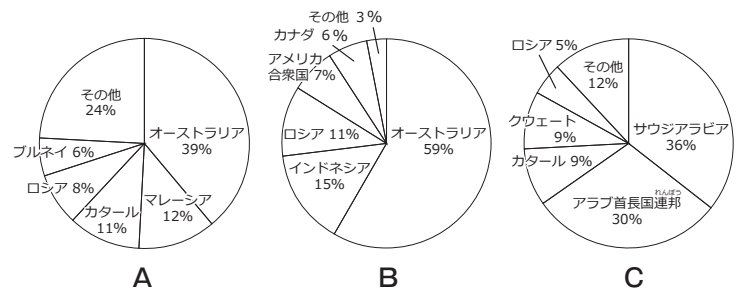 その他
24%
オーストラリア
39%
ブルネイ 6%
ロシア 8%
カタール
11%
マレーシア
12%
A
その他 3%
カナダ 6%
アメリカ
合衆国 7%
ロシア 11%
オーストラリア
59%
インドネシア
15%
B
ロシア 5%
その他
12%
クウェート
9%
サウジアラビア
36%
カタール 9%
れんぽう
アラブ首長国連邦
30%
C